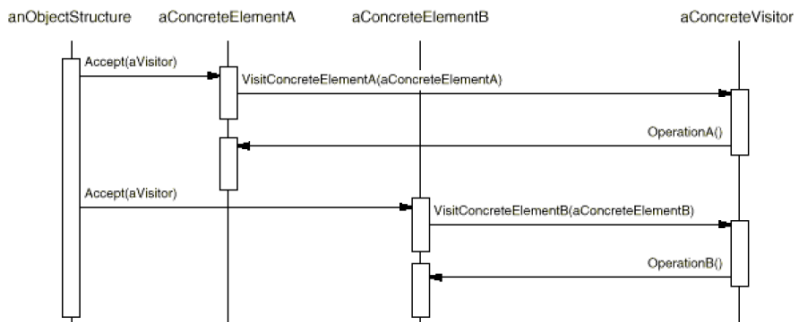 anObjectStructure aConcreteElementA aConcreteElementB aConcreteVisitor
Accept(aVisitor)
VisitConcreteElementA(aConcreteElementA)
OperationA()
Accept(aVisitor)
VisitConcreteElementB(aConcreteElementB)
OperationB()